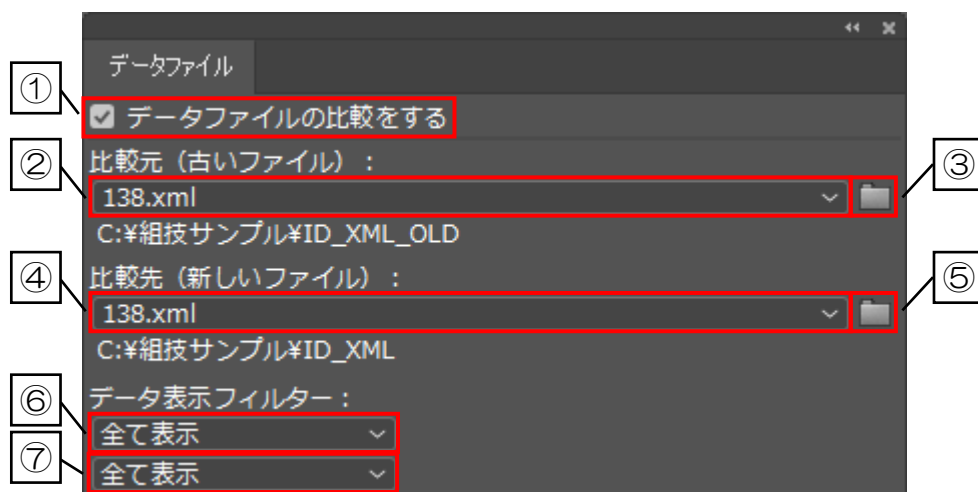 データファイル
① データファイルの比較をする
② 比較元（古いファイル）： ③
138.xml
C:¥組技サンプル¥ID_XML_OLD
④ 比較先（新しいファイル）： ⑤
138.xml
C:¥組技サンプル¥ID_XML
データ表示フィルター：
⑥ 全て表示
⑦ 全て表示